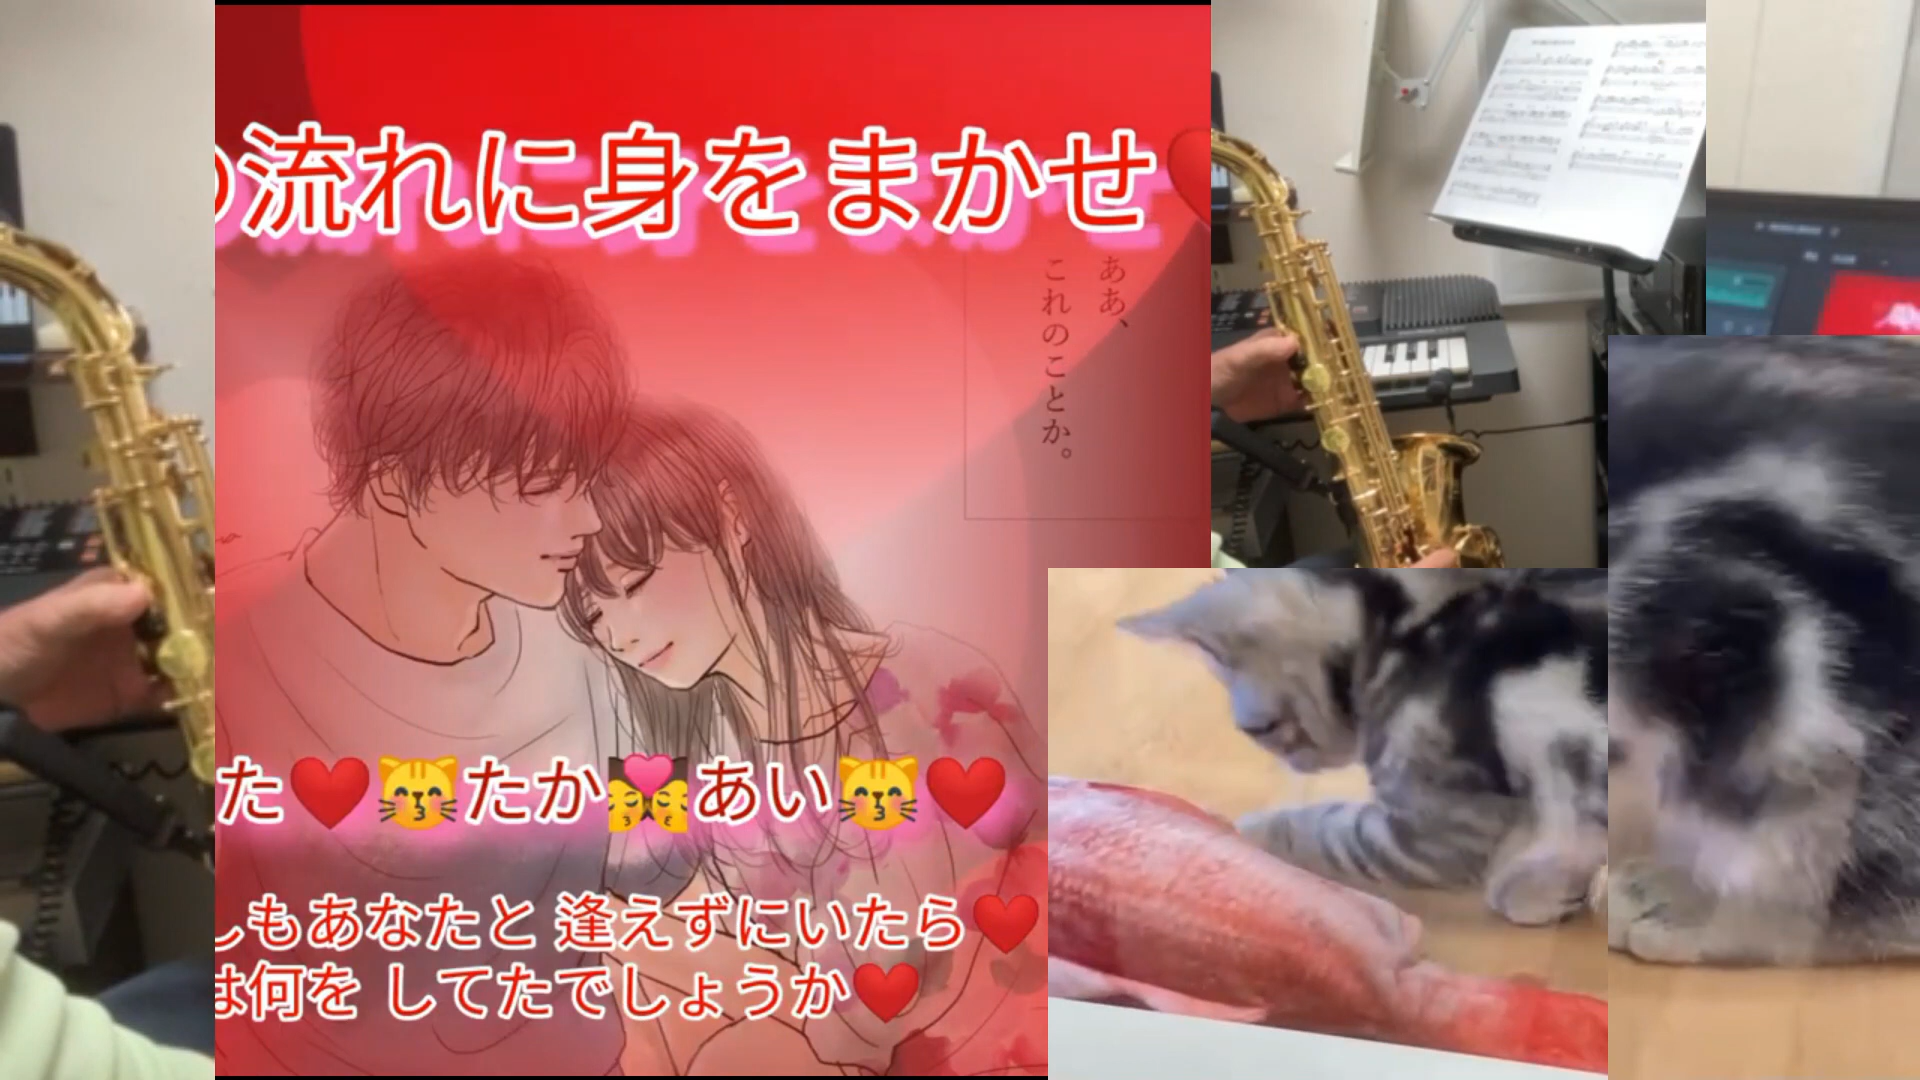 の流れに身をまかせ❤
ああ、
これのことか。
た❤😽たか💏あい😽❤
しもあなたと 逢えずにいたら❤
は何を してたでしょうか❤